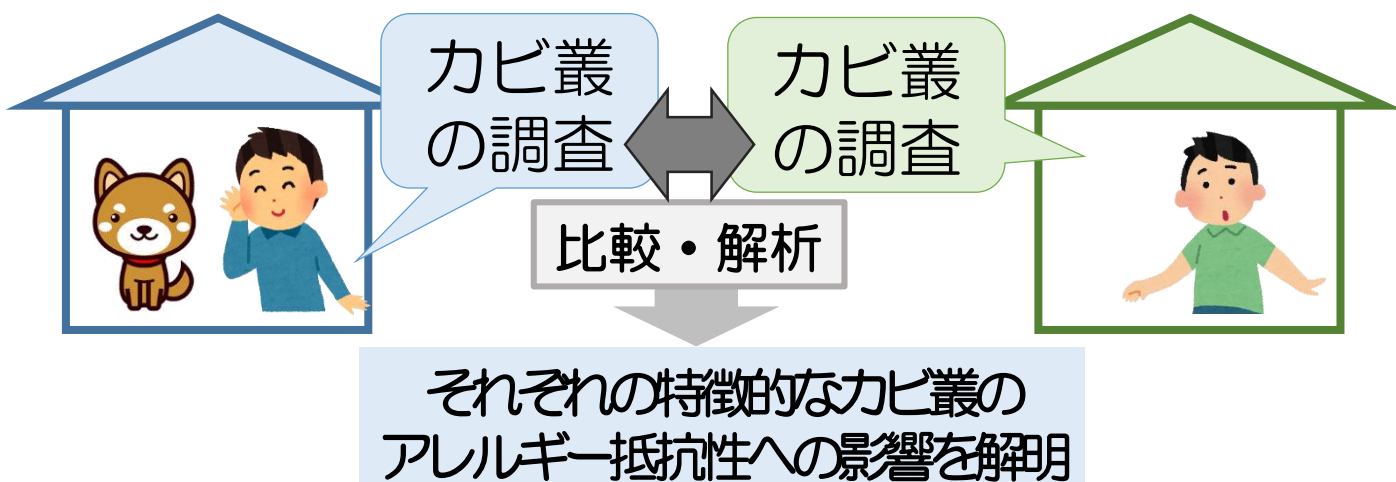 カビ叢
の調査
カビ叢
の調査
比較・解析
それぞれの特徴的なカビ叢の
アレルギー抵抗性への影響を解明